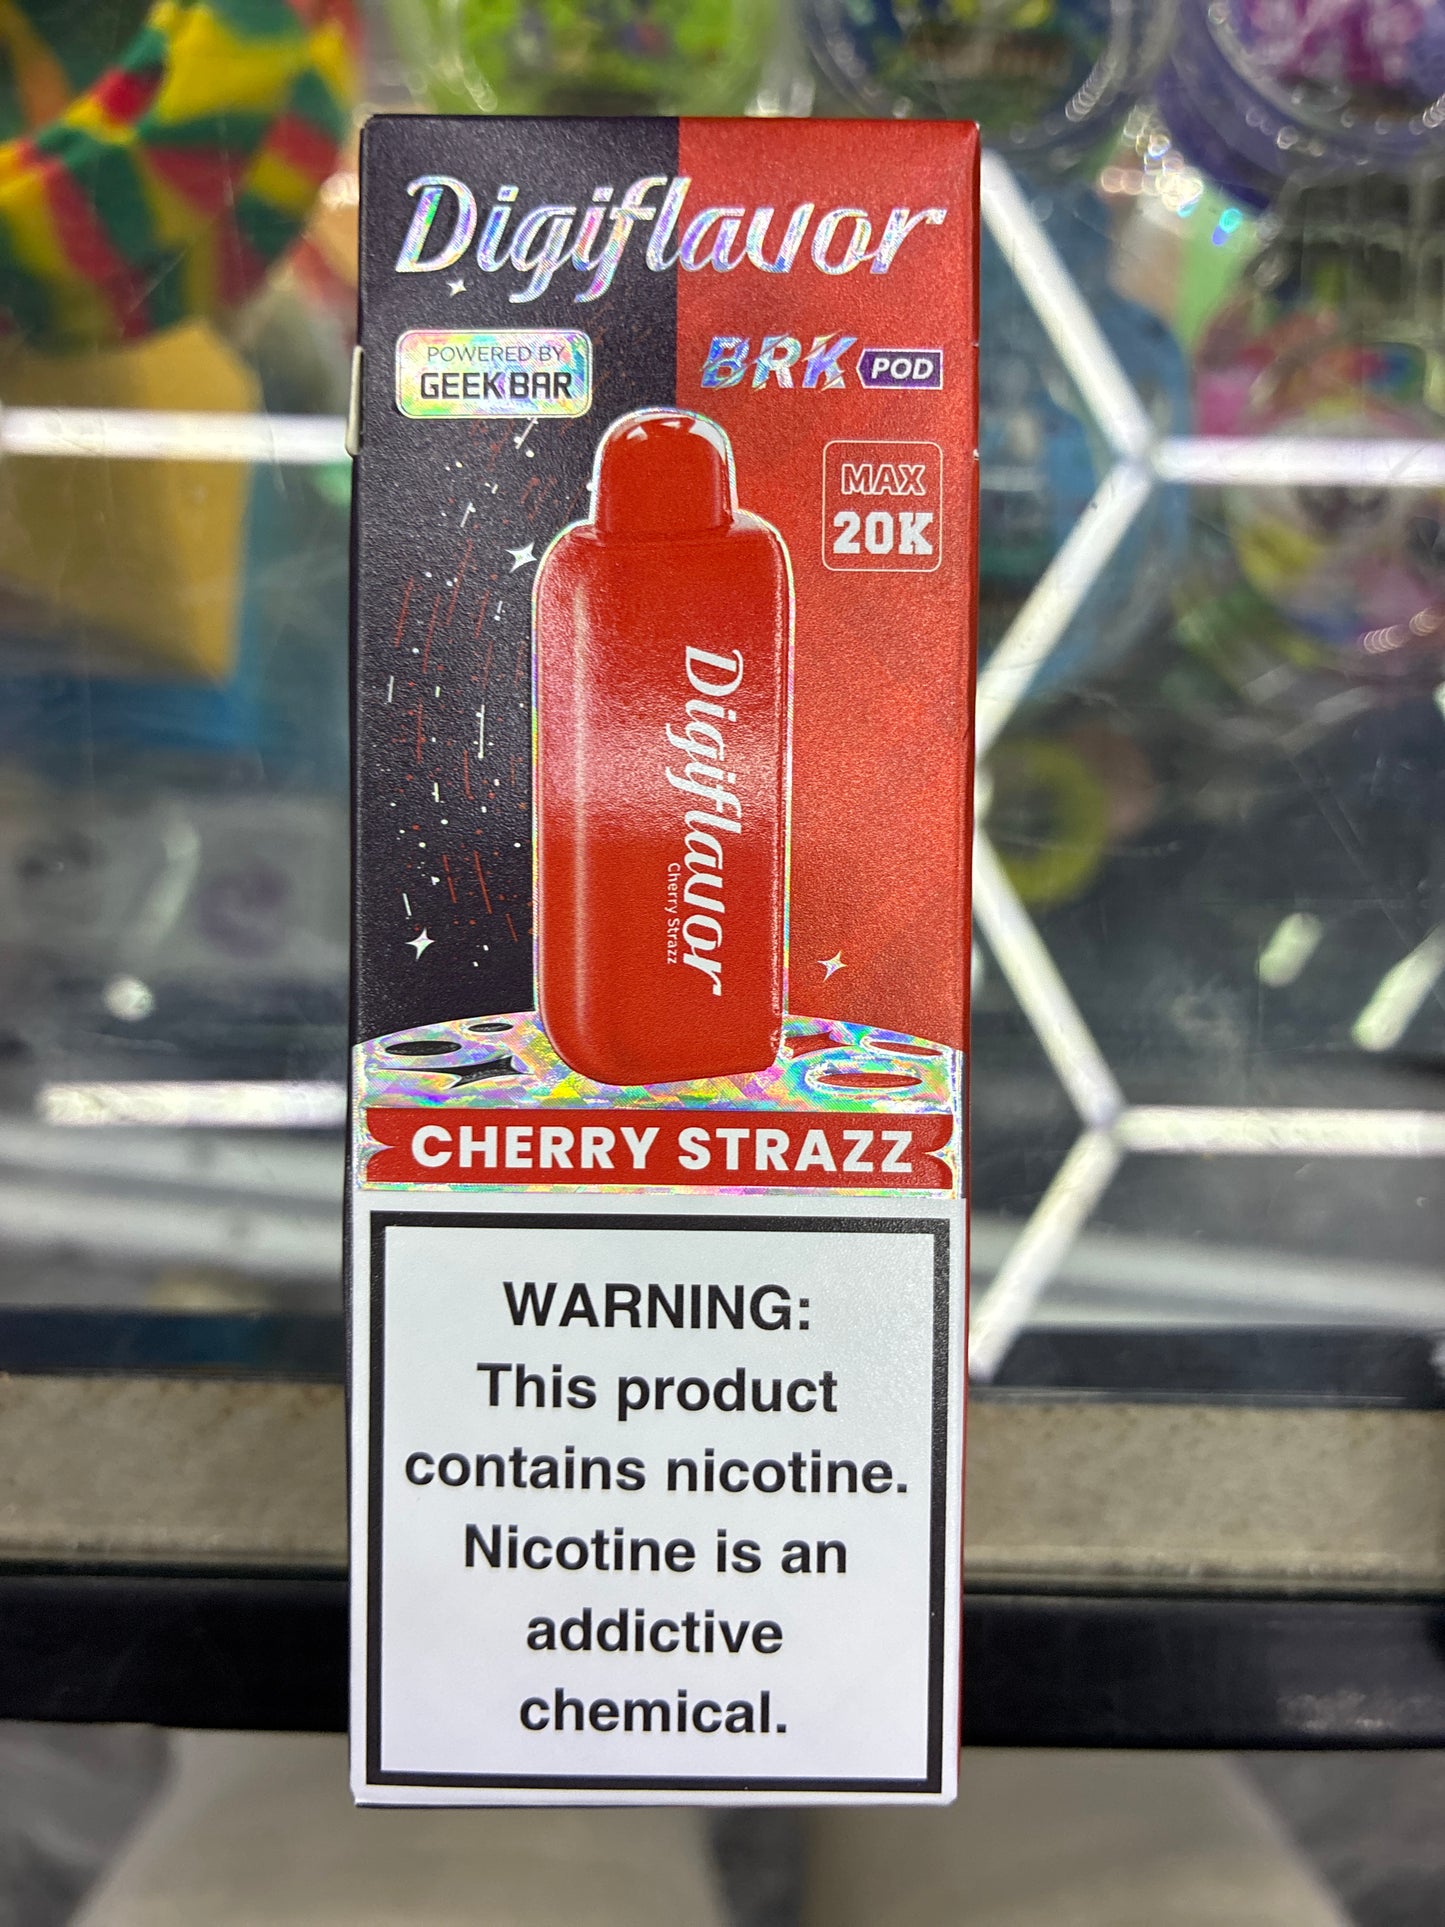 Digiflavor
POWERED BY
GEEK BAR
BRK POD
MAX
20K
Digiflavor
Cherry Strazz
CHERRY STRAZZ
WARNING:
This product
contains nicotine.
Nicotine is an
addictive
chemical.